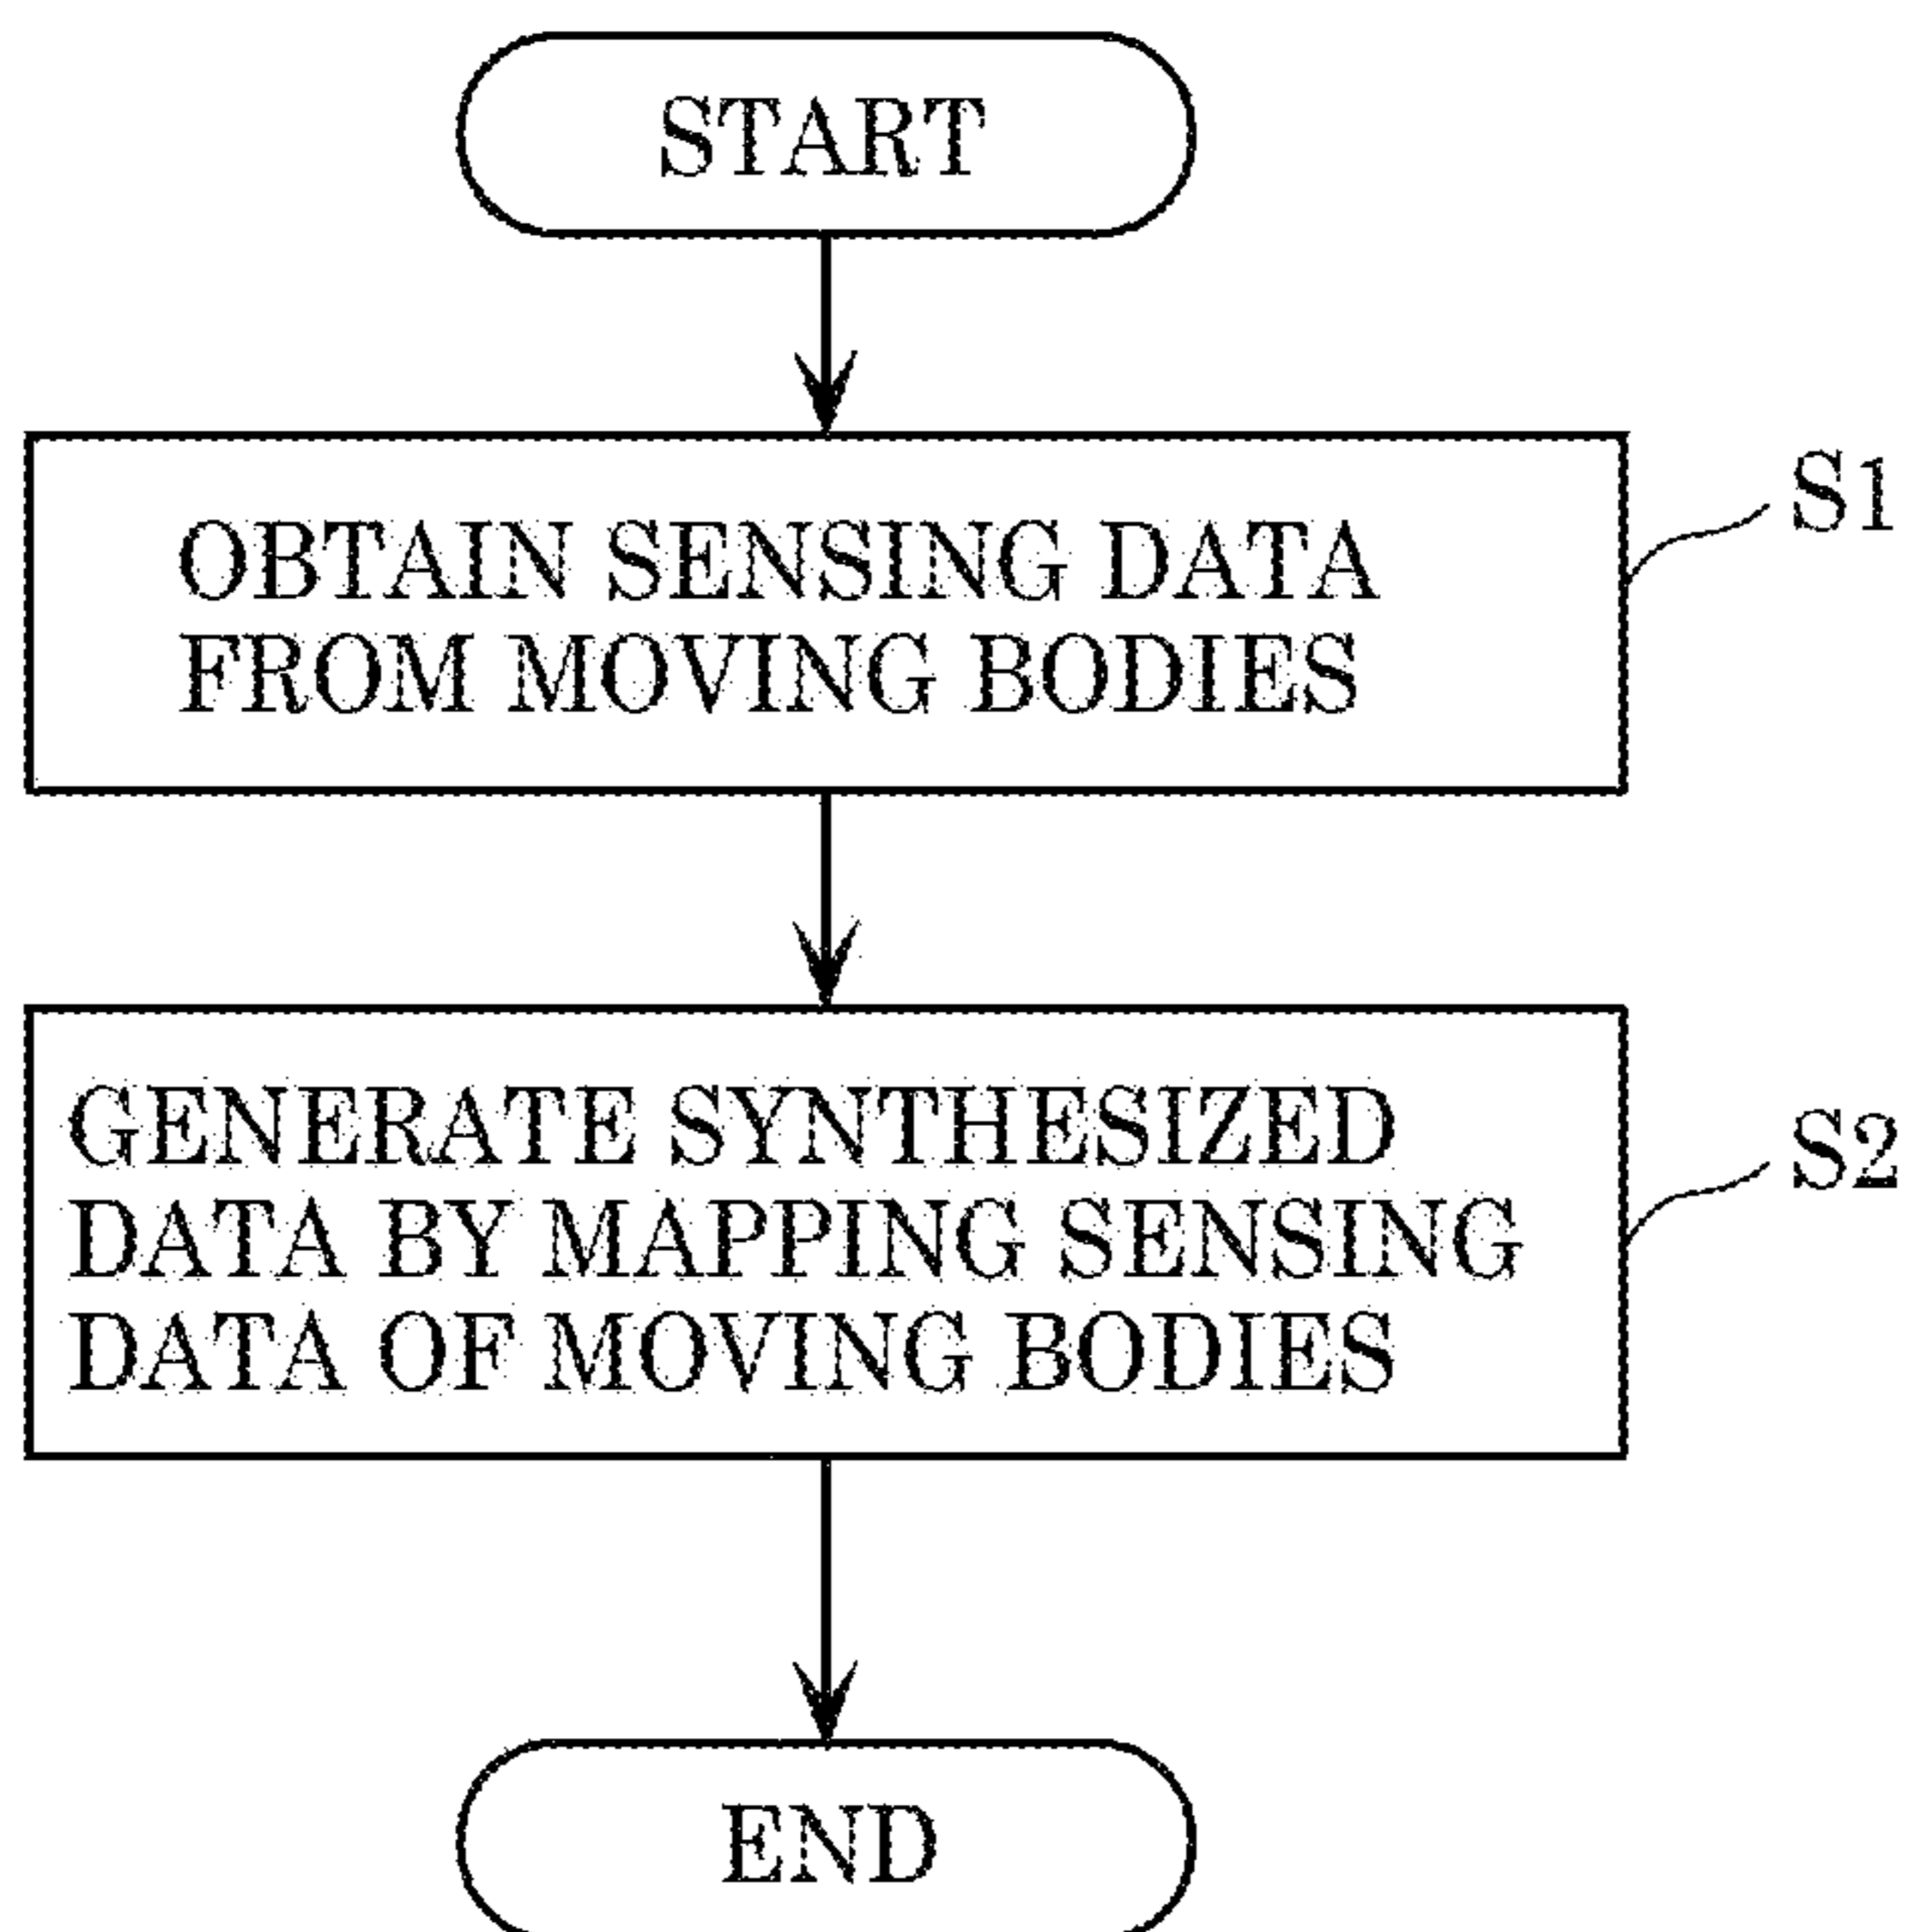 START
OBTAIN SENSING DATA
FROM MOVING BODIES
S1
GENERATE SYNTHESIZED
DATA BY MAPPING SENSING
DATA OF MOVING BODIES
S2
END